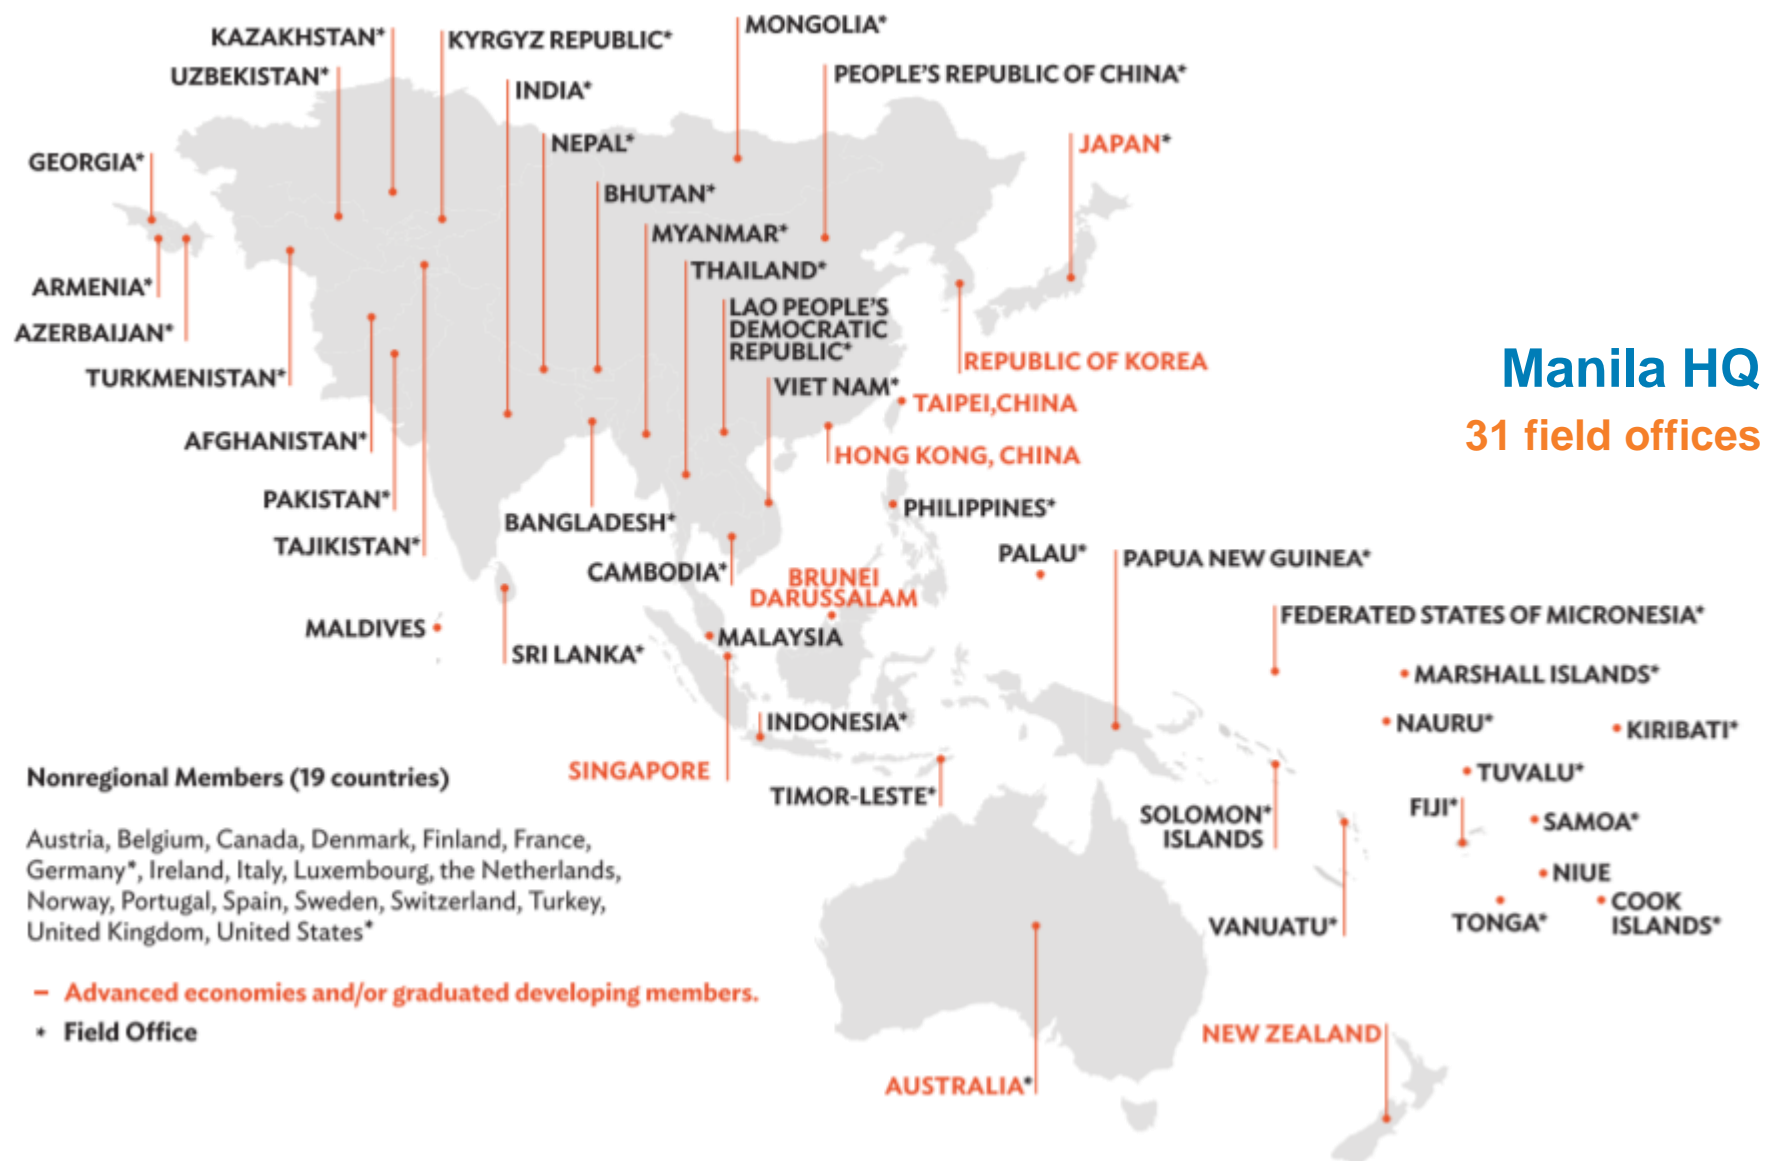 KAZAKHSTAN*
KYRGYZ REPUBLIC*
MONGOLIA*
UZBEKISTAN*
INDIA*
PEOPLE'S REPUBLIC OF CHINA*
GEORGIA*
NEPAL*
JAPAN*
BHUTAN*
MYANMAR*
THAILAND*
ARMENIA*
LAO PEOPLE'S
DEMOCRATIC
REPUBLIC*
AZERBAIJAN*
TURKMENISTAN*
REPUBLIC OF KOREA
VIET NAM*
TAIPEI,CHINA
Manila HQ
31 field offices
AFGHANISTAN*
HONG KONG, CHINA
PAKISTAN*
BANGLADESH*
PHILIPPINES*
TAJIKISTAN*
CAMBODIA*
BRUNEI
DARUSSALAM
PALAU*
PAPUA NEW GUINEA*
MALDIVES
SRI LANKA*
MALAYSIA
FEDERATED STATES OF MICRONESIA*
MARSHALL ISLANDS*
INDONESIA*
NAURU*
KIRIBATI*
SINGAPORE
TIMOR-LESTE*
TUVALU*
SOLOMON*
ISLANDS
FIJI*
SAMOA*
NIUE
VANUATU*
TONGA*
COOK
ISLANDS*
Nonregional Members (19 countries)
Austria, Belgium, Canada, Denmark, Finland, France,
Germany*, Ireland, Italy, Luxembourg, the Netherlands,
Norway, Portugal, Spain, Sweden, Switzerland, Turkey,
United Kingdom, United States*
– Advanced economies and/or graduated developing members.
* Field Office
NEW ZEALAND
AUSTRALIA*